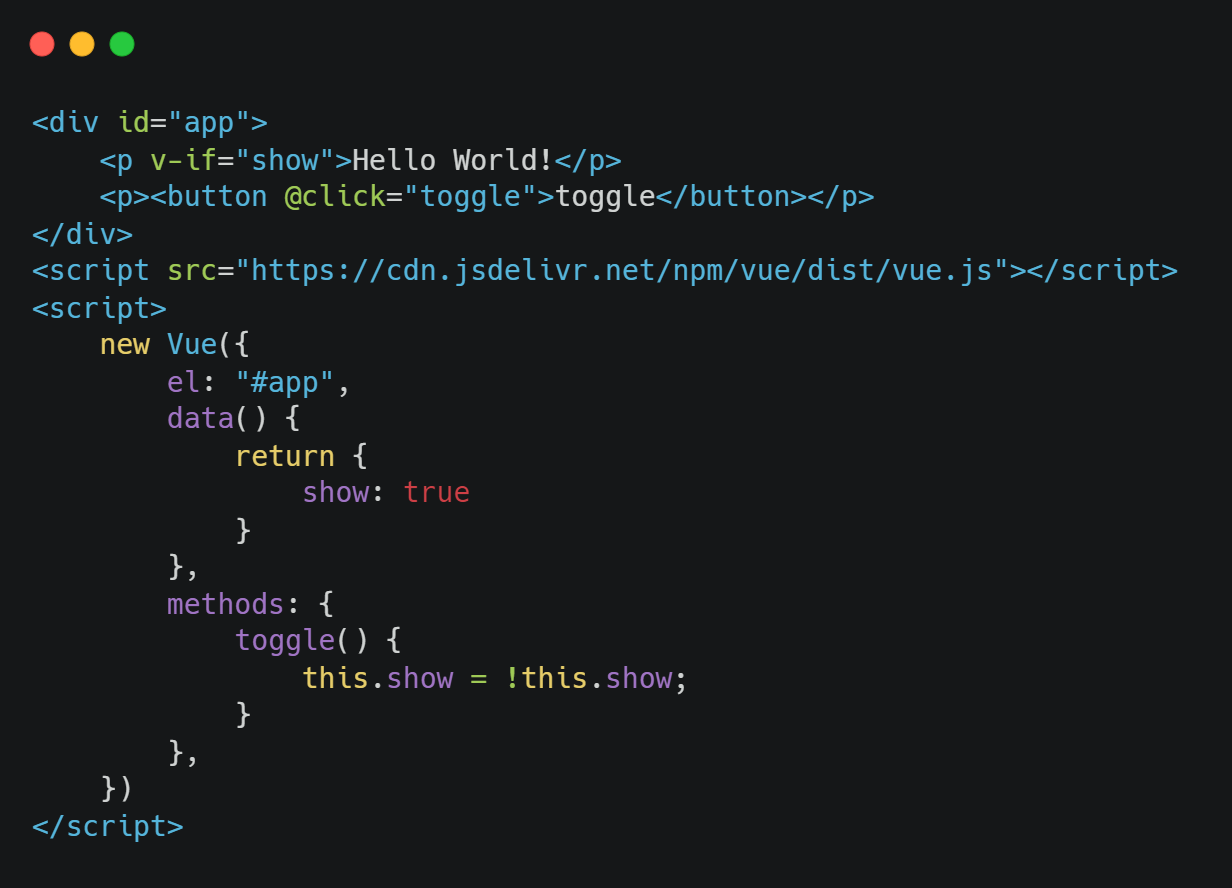 <div id="app">
    <p v-if="show">Hello World!</p>
    <p><button @click="toggle">toggle</button></p>
</div>
<script src="https://cdn.jsdelivr.net/npm/vue/dist/vue.js"></script>
<script>
    new Vue({
        el: "#app",
        data() {
            return {
                show: true
            }
        },
        methods: {
            toggle() {
                this.show = !this.show;
            }
        },
    })
</script>